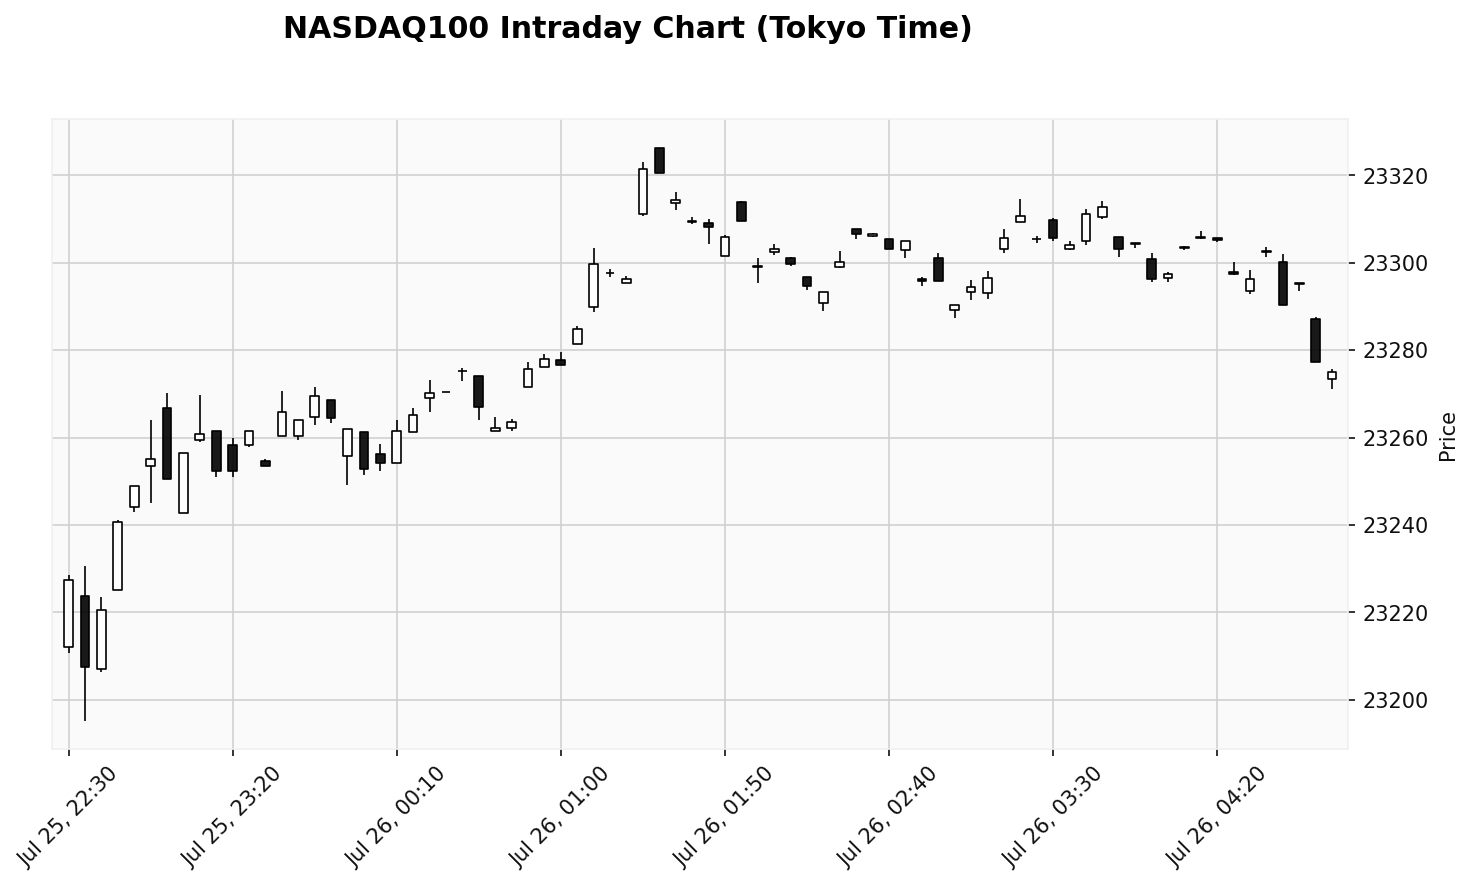 NASDAQ100 Intraday Chart (Tokyo Time)
23320
23300
23280
23260
23240
23220
23200
Price
Jul 25, 22:30
Jul 25, 23:20
Jul 26, 00:10
Jul 26, 01:00
Jul 26, 01:50
Jul 26, 02:40
Jul 26, 03:30
Jul 26, 04:20